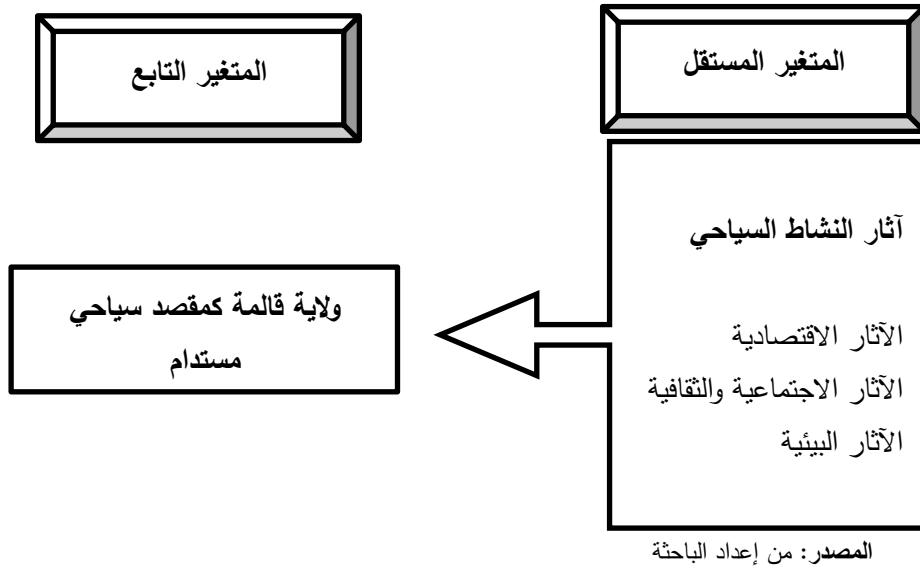 المتغير المستقل
المتغير التابع
آثار النشاط السياحي
الآثار الاقتصادية
الآثار الاجتماعية والثقافية
الآثار البيئية
ولاية قالمة كمقصد سياحي
مستدام
المصدر: من إعداد الباحثة